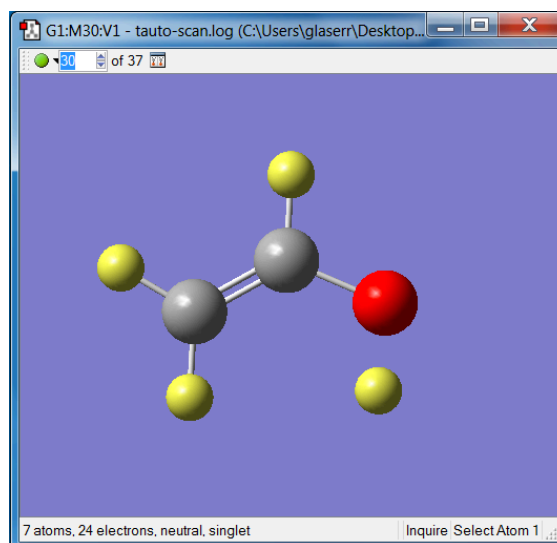 G1:M30:V1 - tauto-scan.log (C:\Users\glaserr\Desktop...
30 of 37
7 atoms, 24 electrons, neutral, singlet Inquire Select Atom 1